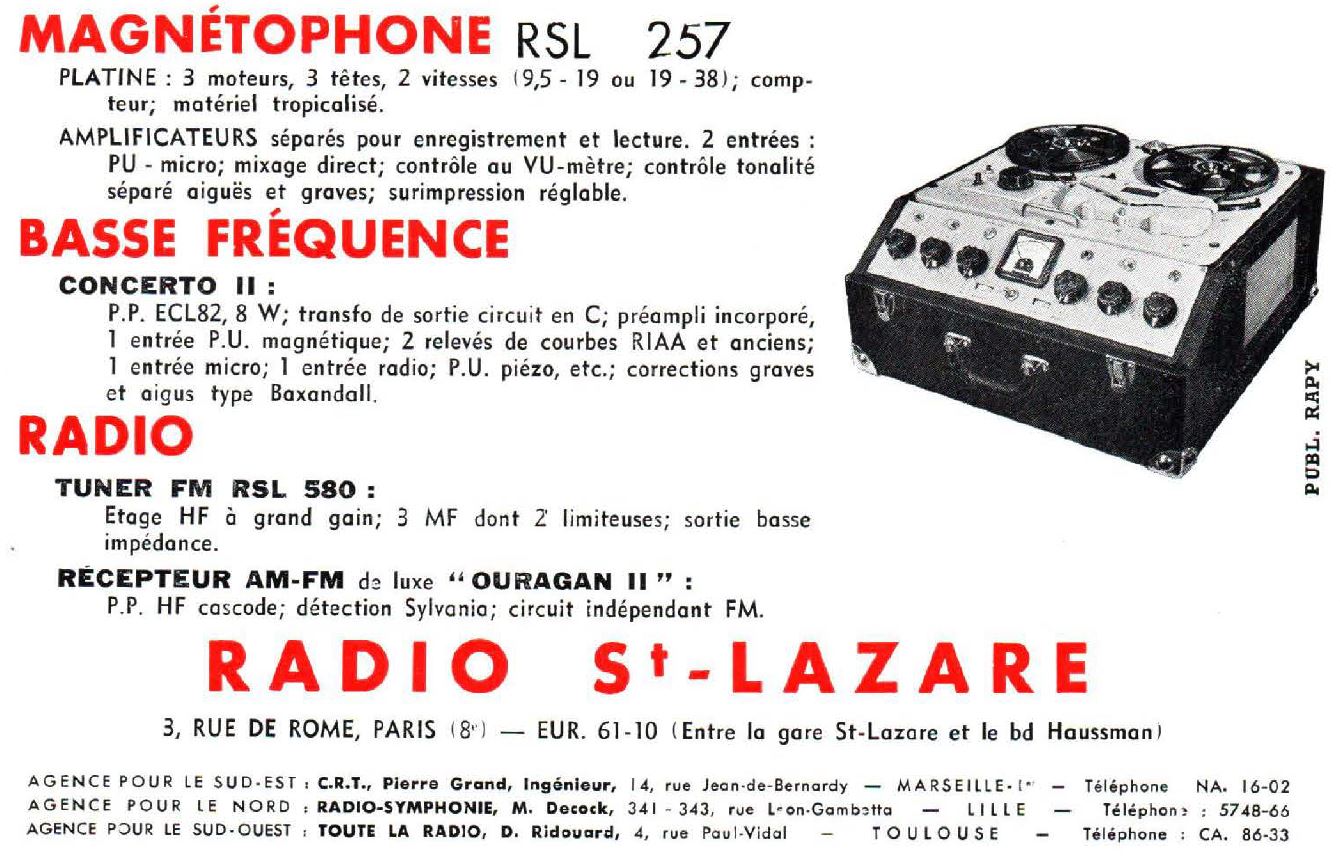 MAGNÉTOPHONE RSL 257
PLATINE : 3 moteurs, 3 têtes, 2 vitesses (9,5 - 19 ou 19 - 38) ; comp-
teur; matériel tropicalisé.
AMPLIFICATEURS séparés pour enregistrement et lecture. 2 entrées :
PU - micro; mixage direct; contrôle au VU-mètre; contrôle tonalité
séparé aiguës et graves; surimpression réglable.
BASSE FRÉQUENCE
CONCERTO II :
P.P. ECL82, 8 W; transfo de sortie circuit en C; préampli incorporé,
1 entrée P.U. magnétique; 2 relevés de courbes RIAA et anciens;
1 entrée micro; 1 entrée radio; P.U. piézo, etc.; corrections graves
et aigus type Baxandall.
RADIO
TUNER FM RSL 580 :
Etage HF à grand gain; 3 MF dont 2 limiteuses; sortie basse
impédance.
RÉCEPTEUR AM-FM de luxe “ OURAGAN II ” :
P.P. HF cascode; détection Sylvania; circuit indépendant FM.
PUBL. RAPY
RADIO St-LAZARE
3, RUE DE ROME, PARIS (8e) — EUR. 61-10 (Entre la gare St-Lazare et le bd Haussman)
AGENCE POUR LE SUD-EST : C.R.T., Pierre Grand, Ingénieur, 14, rue Jean-de-Bernardy — MARSEILLE-1er — Téléphone NA. 16-02
AGENCE POUR LE NORD : RADIO-SYMPHONIE, M. Decock, 341 - 343, rue Léon-Gambetta — LILLE — Téléphone : 5748-66
AGENCE POUR LE SUD-OUEST : TOUTE LA RADIO, D. Ridouard, 4, rue Paul-Vidal — TOULOUSE — Téléphone : CA. 86-33